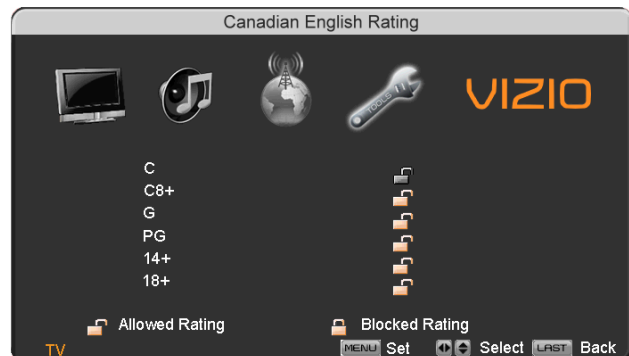 Canadian English Rating
TOOLS
VIZIO
C
C8+
G
PG
14+
18+
Allowed Rating Blocked Rating
TV MENU Set Select LAST Back